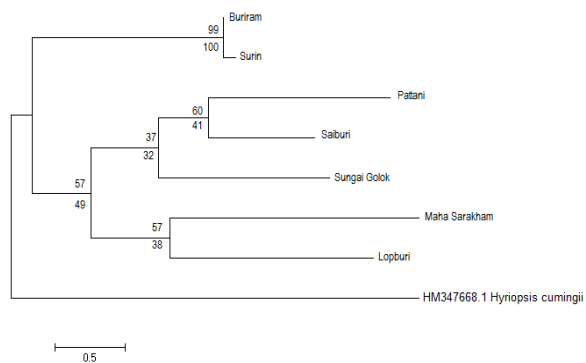 Buriram
99
100
Surin
Pattani
60
41
Saiburi
37
32
Sungai Golok
57
49
Maha Sarakham
57
38
Lopburi
HM347668.1 Hyriopsis cumingii
0.5